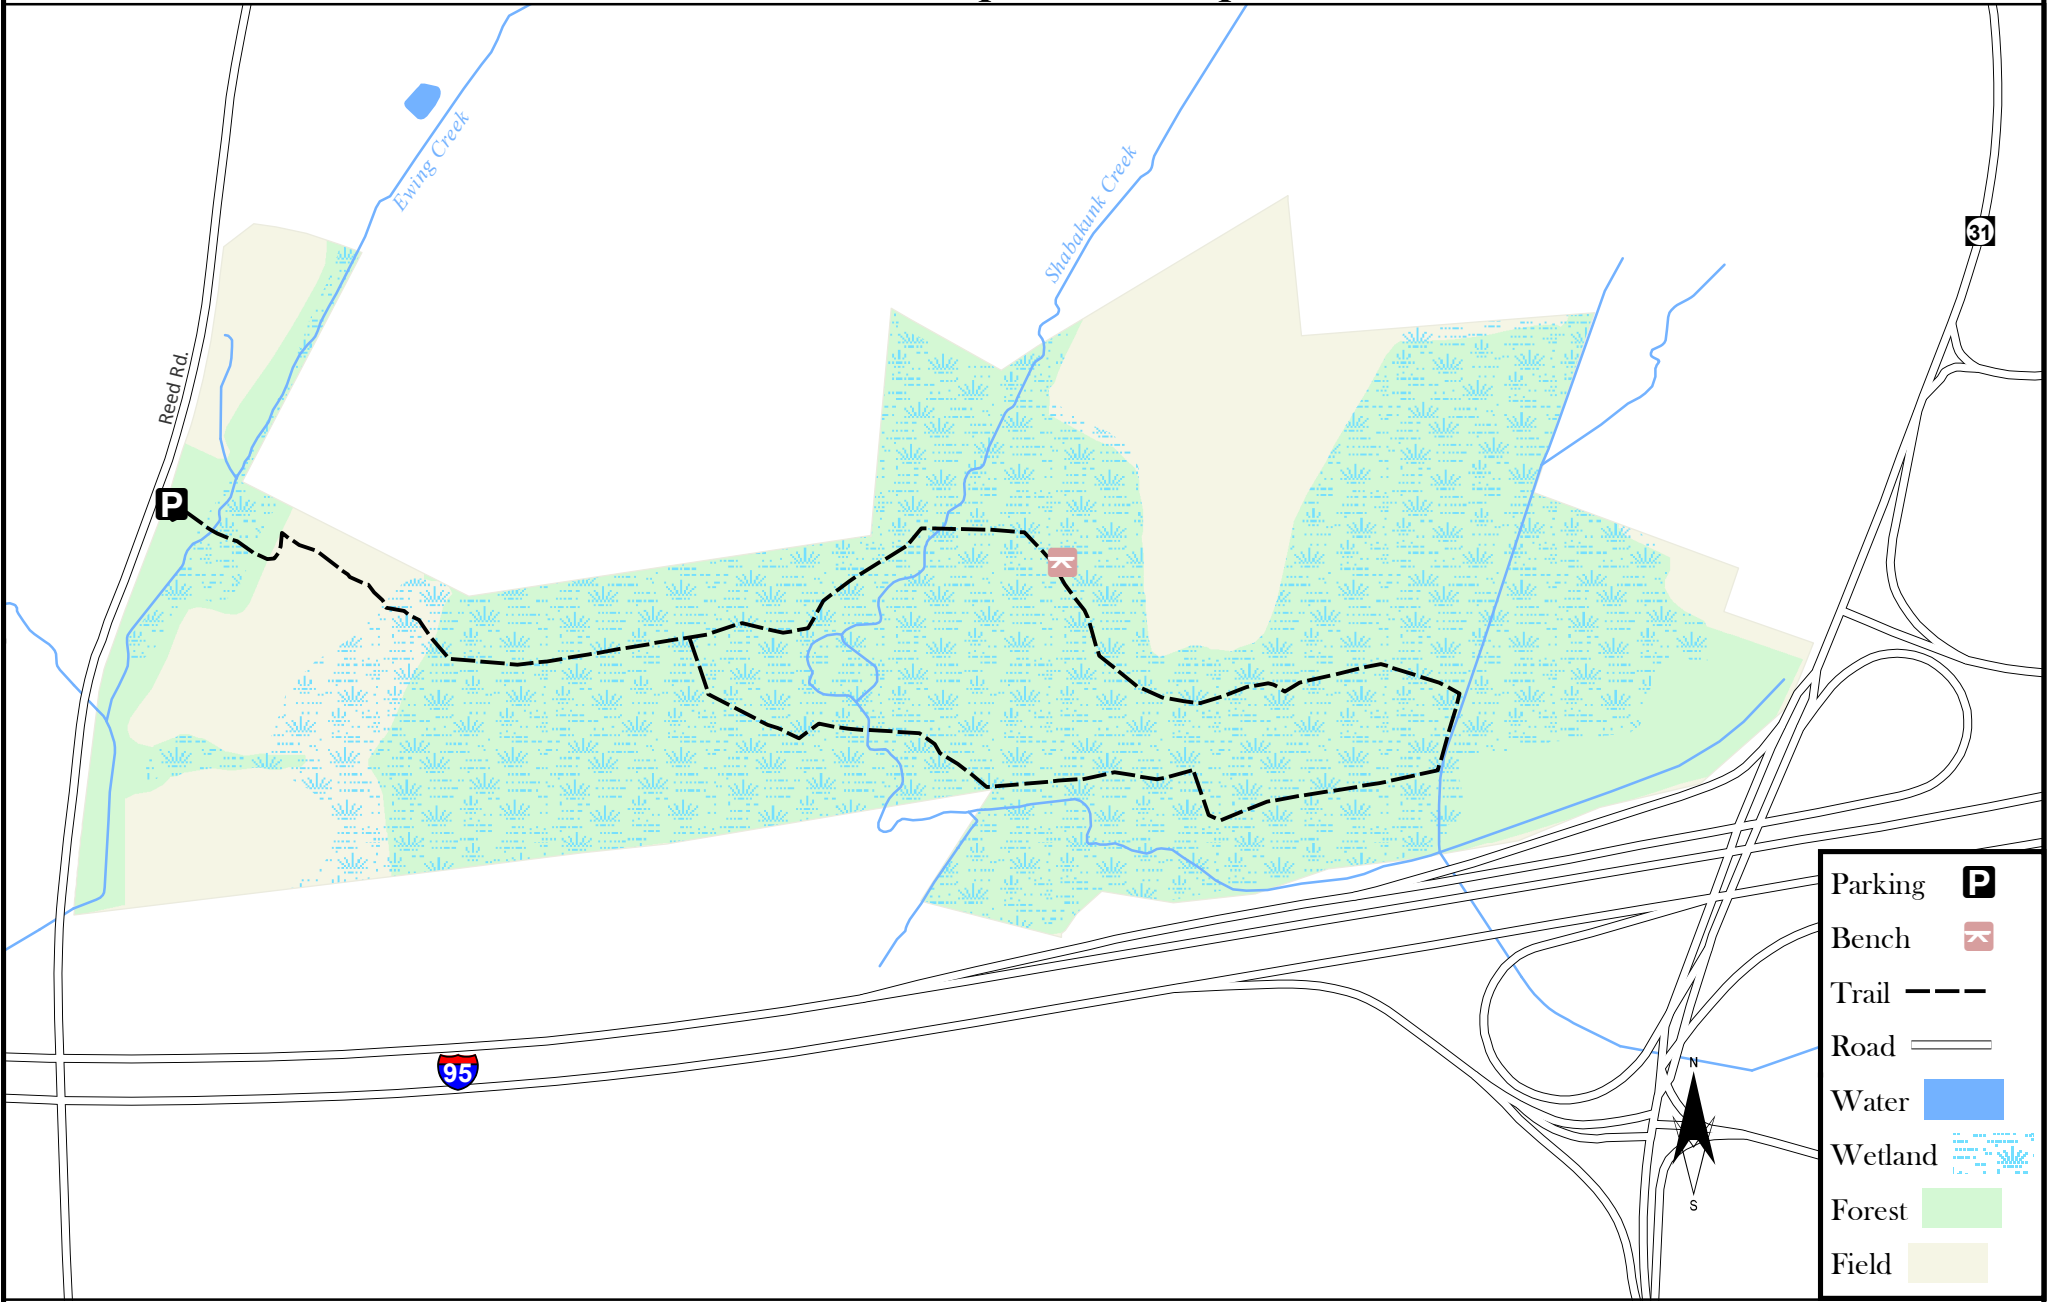 Ewing Creek
Shabakunk Creek
31
Reed Rd.
P
95
N
S
Parking P
Bench
Trail
Road
Water
Wetland
Forest
Field